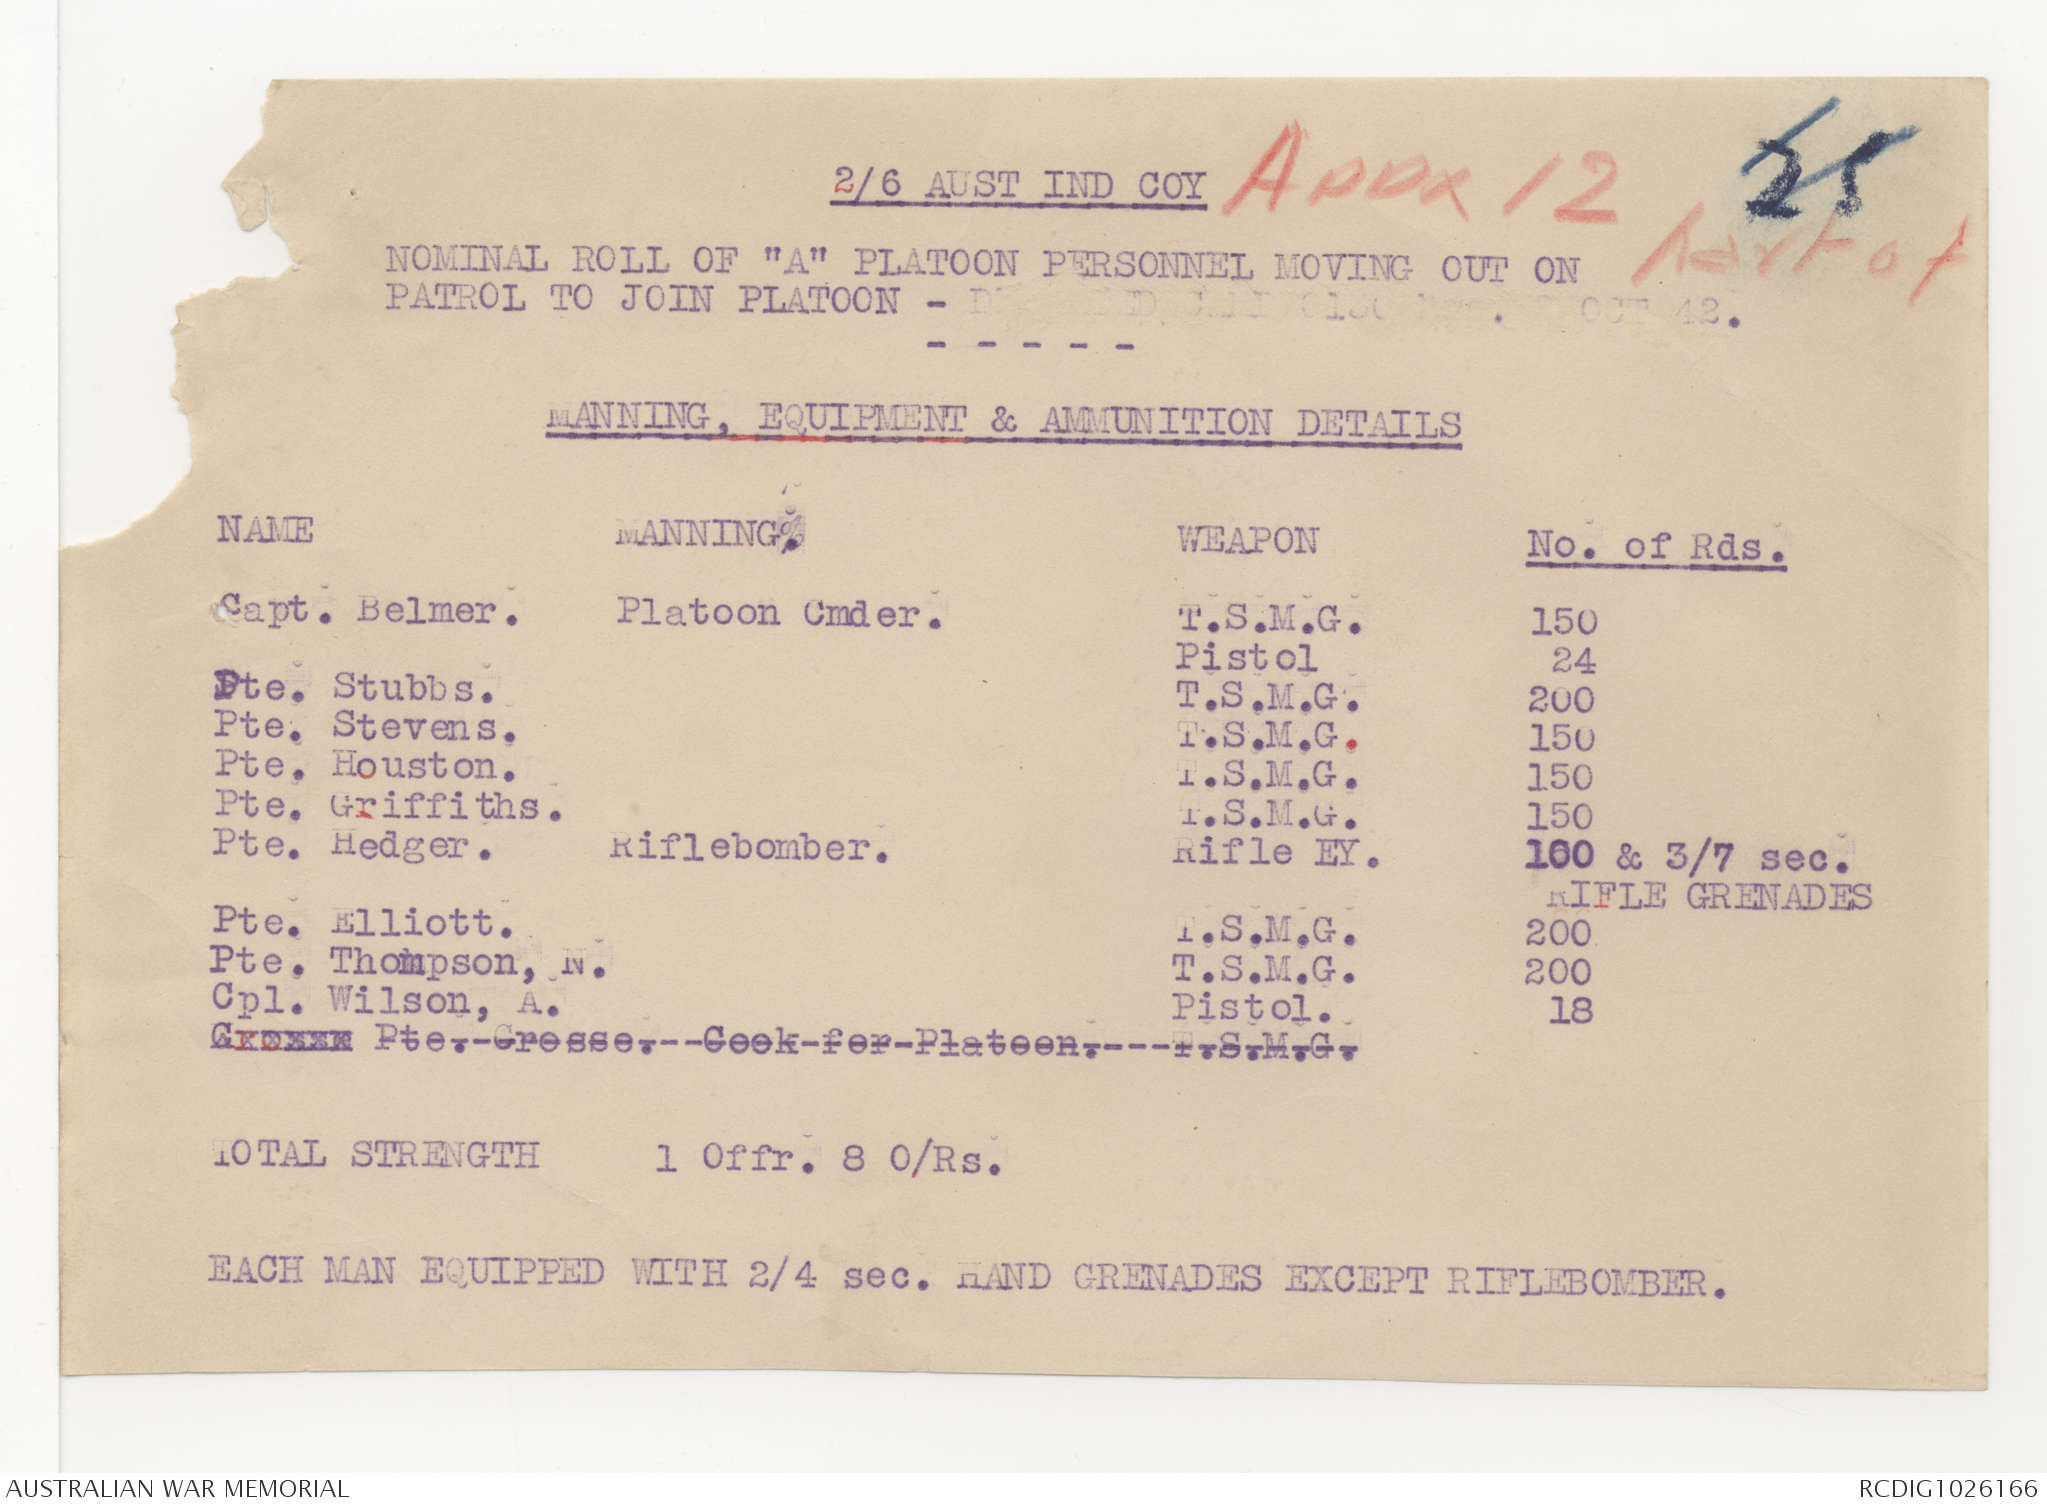 2/6 AUST IND COY Appx 12 25
NOMINAL ROLL OF "A" PLATOON PERSONNEL MOVING OUT ON Part of
PATROL TO JOIN PLATOON - OCT 42.
- - - - -
MANNING, EQUIPMENT & AMMUNITION DETAILS
NAME MANNING WEAPON No. of Rds.
Capt. Belmer. Platoon Cmder. T.S.M.G. 150
Pistol 24
Pte. Stubbs. T.S.M.G. 200
Pte. Stevens. T.S.M.G. 150
Pte. Houston. T.S.M.G. 150
Pte. Griffiths. T.S.M.G. 150
Pte. Hedger. Riflebomber. Rifle EY. 100 & 3/7 sec.
RIFLE GRENADES
Pte. Elliott. T.S.M.G. 200
Pte. Thompson, N. T.S.M.G. 200
Cpl. Wilson, A. Pistol. 18
Pte. Grosse. Cook for Platoon. T.S.M.G.
TOTAL STRENGTH 1 Offr. 8 O/Rs.
EACH MAN EQUIPPED WITH 2/4 sec. HAND GRENADES EXCEPT RIFLEBOMBER.
AUSTRALIAN WAR MEMORIAL RCDIG1026166